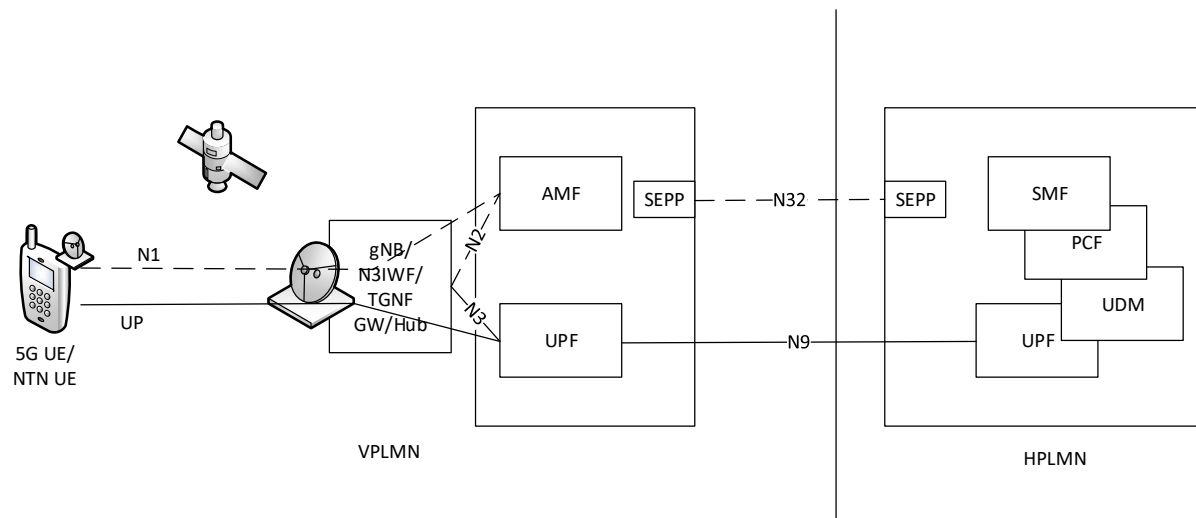 5G UE/
NTN UE
N1
UP
gNB/
N3IWF/
TGNF
GW/Hub
N2
N3
AMF
UPF
SEPP
VPLMN
N32
N9
SEPP
SMF
PCF
UDM
UPF
HPLMN